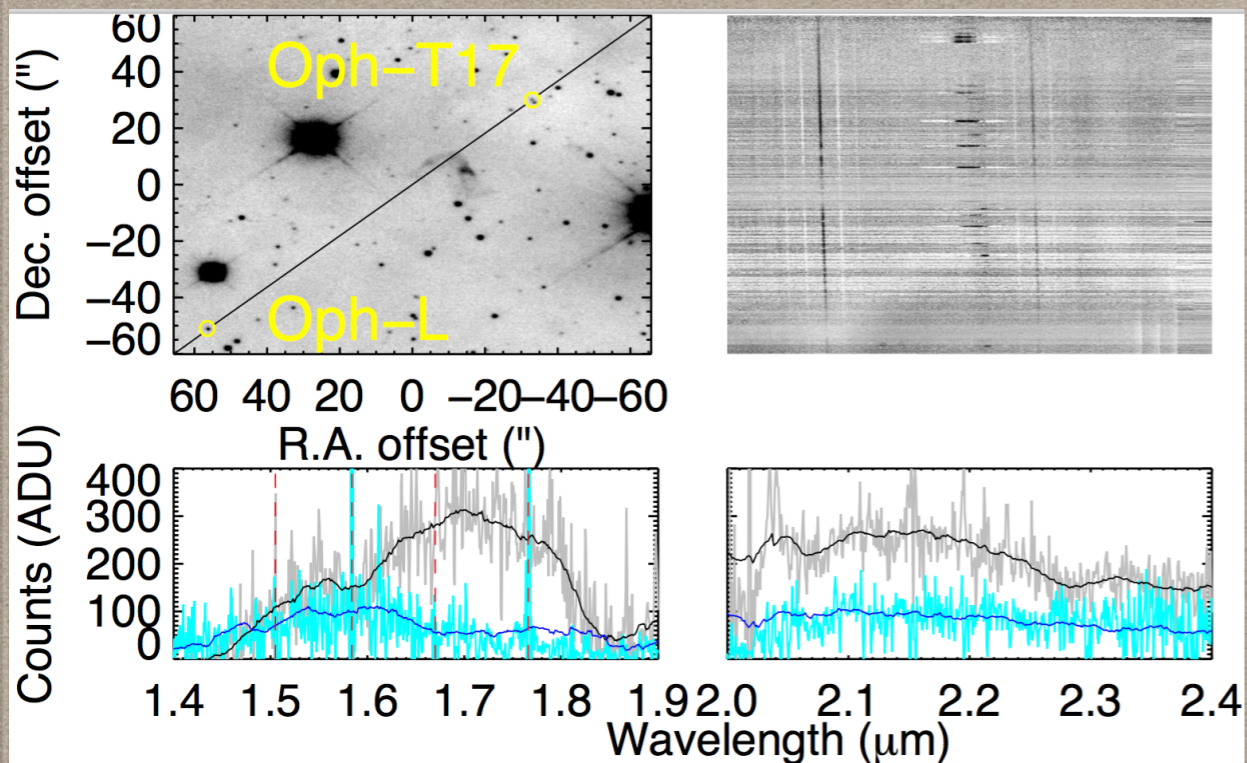 60
40
20
0
−20
−40
−60
Dec. offset (")
Oph−T17
Oph−L
60 40 20 0 −20 −40 −60
R.A. offset (")
400
300
200
100
0
Counts (ADU)
1.4 1.5 1.6 1.7 1.8 1.9 2.0 2.1 2.2 2.3 2.4
Wavelength (μm)